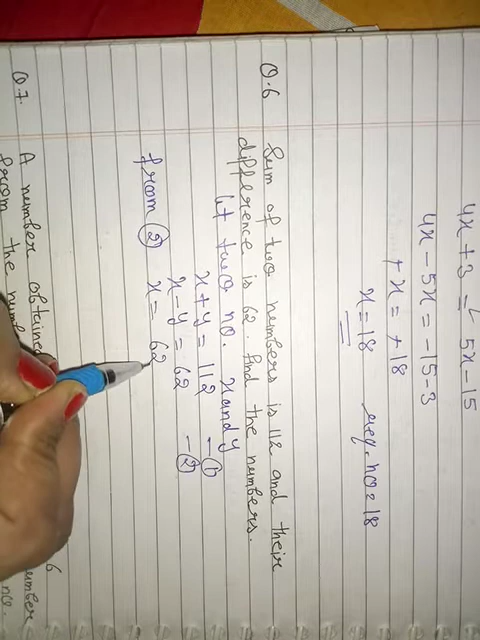 4x + 3 = 5x - 15
4x - 5x = -15 - 3
+ x = + 18
x = 18 req. no = 18
Q.6 Sum of two numbers is 112 and their
difference is 62. Find the numbers.
let two no. x and y
x + y = 112 - ①
x - y = 62 - ②
from ② x = 62
Q7. A number obtained
from the